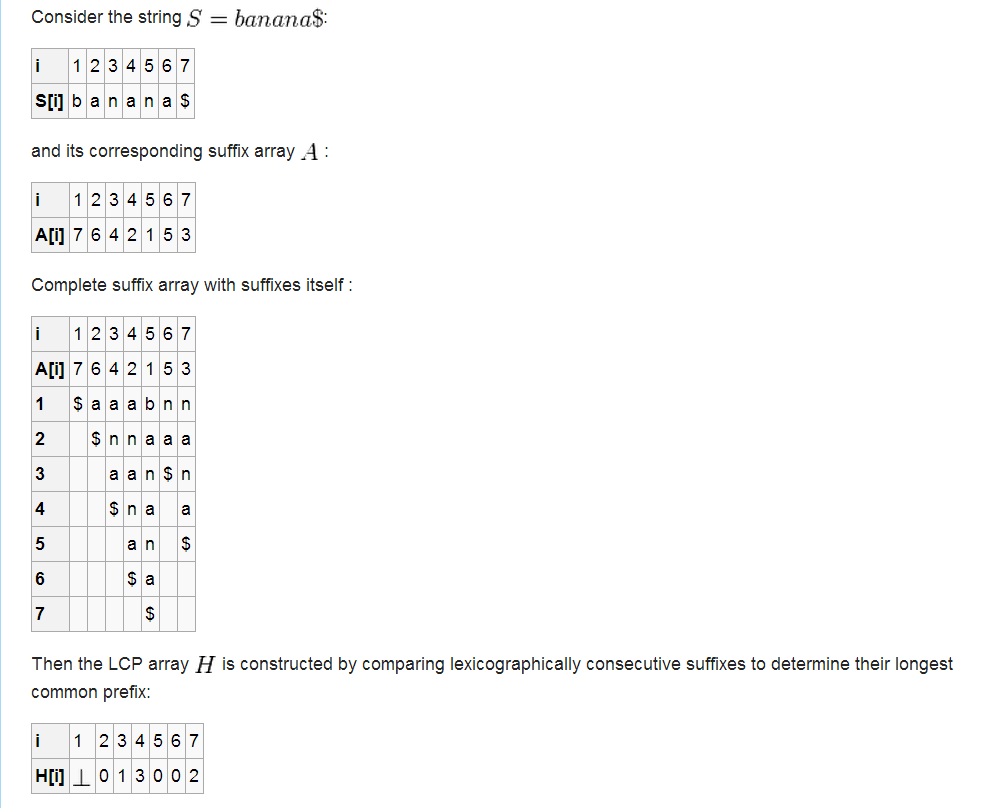 Consider the string S = banana$:
i 1 2 3 4 5 6 7
S[i] b a n a n a $
and its corresponding suffix array A :
i 1 2 3 4 5 6 7
A[i] 7 6 4 2 1 5 3
Complete suffix array with suffixes itself :
i 1 2 3 4 5 6 7
A[i] 7 6 4 2 1 5 3
1 $ a a a b n n
2 $ n n a a a
3 a a n $ n
4 $ n a a
5 a n $
6 $ a
7 $
Then the LCP array H is constructed by comparing lexicographically consecutive suffixes to determine their longest
common prefix:
i 1 2 3 4 5 6 7
H[i] ⊥ 0 1 3 0 0 2